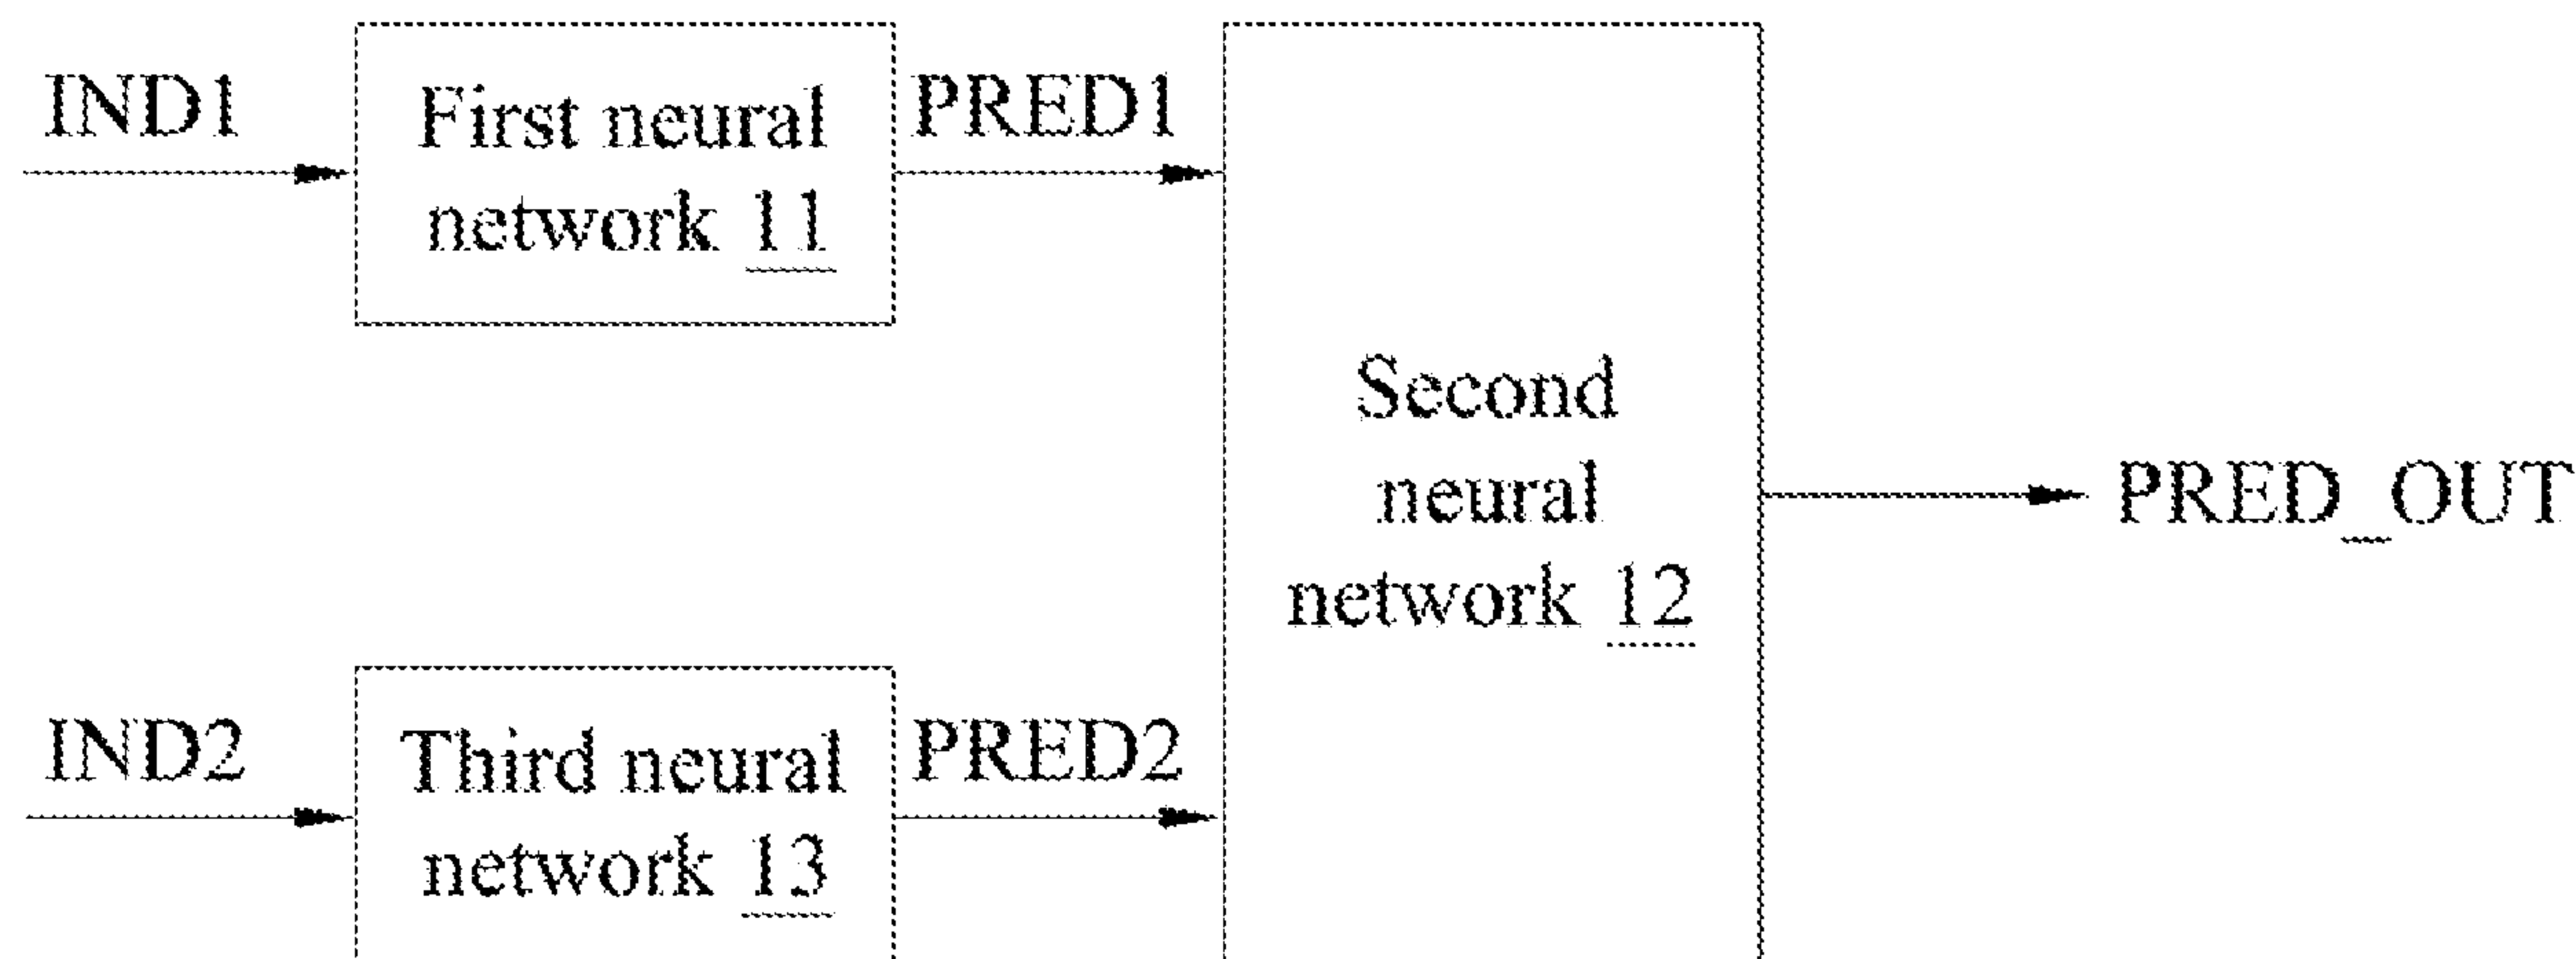 IND1
First neural
network 11
PRED1
Second
neural
network 12
PRED_OUT
IND2
Third neural
network 13
PRED2